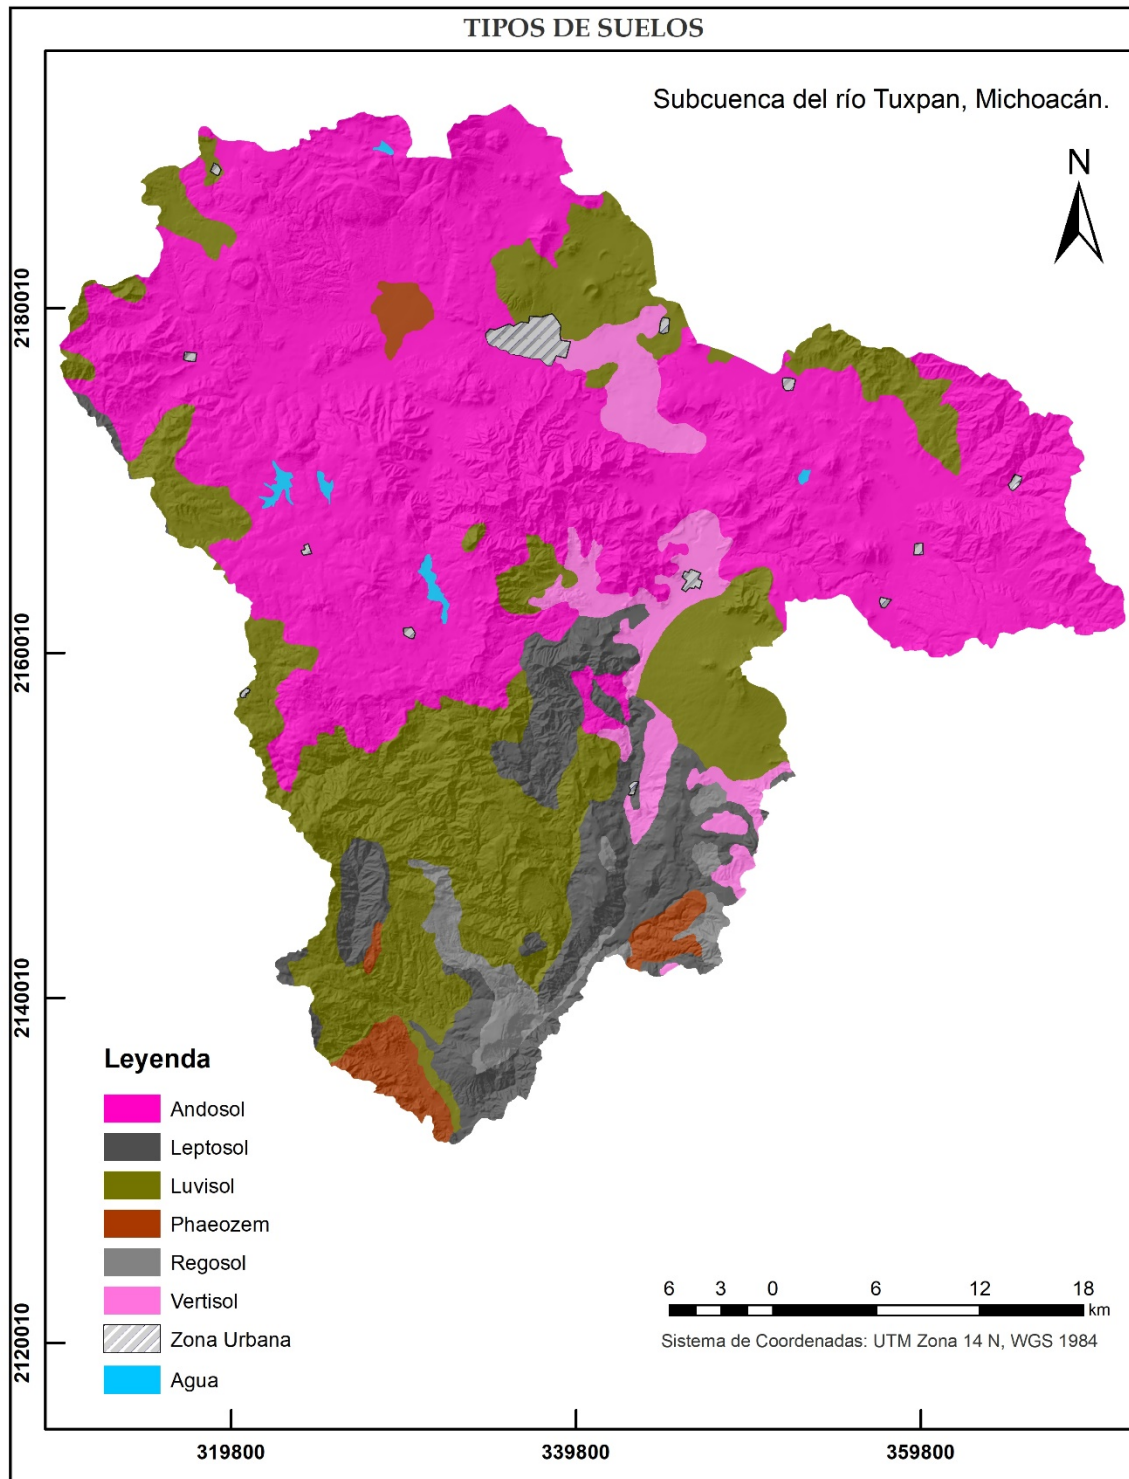 TIPOS DE SUELOS
Subcuenca del río Tuxpan, Michoacán.
N
2180010
2160010
2140010
2120010
Leyenda
Andosol
Leptosol
Luvisol
Phaeozem
Regosol
Vertisol
Zona Urbana
Agua
6 3 0 6 12 18
km
Sistema de Coordenadas: UTM Zona 14 N, WGS 1984
319800 339800 359800